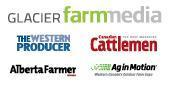 GLACIER farmmedia
THE WESTERN
PRODUCER
Canadian
Cattlemen
Alberta Farmer
Ag in Motion
Western Canada's Outdoor Farm Expo